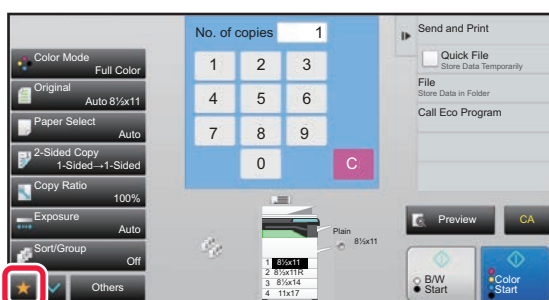 Color Mode
Full Color
Original
Auto 8½x11
Paper Select
Auto
2-Sided Copy
1-Sided→1-Sided
Copy Ratio
100%
Exposure
Auto
Sort/Group
Off
Others
No. of copies 1
1 2 3
4 5 6
7 8 9
0 C
Plain
8½x11
1 8½x11
2 8½x11R
3 8½x14
4 11x17
Send and Print
Quick File
Store Data Temporarily
File
Store Data in Folder
Call Eco Program
Preview
CA
B/W
Start
Color
Start